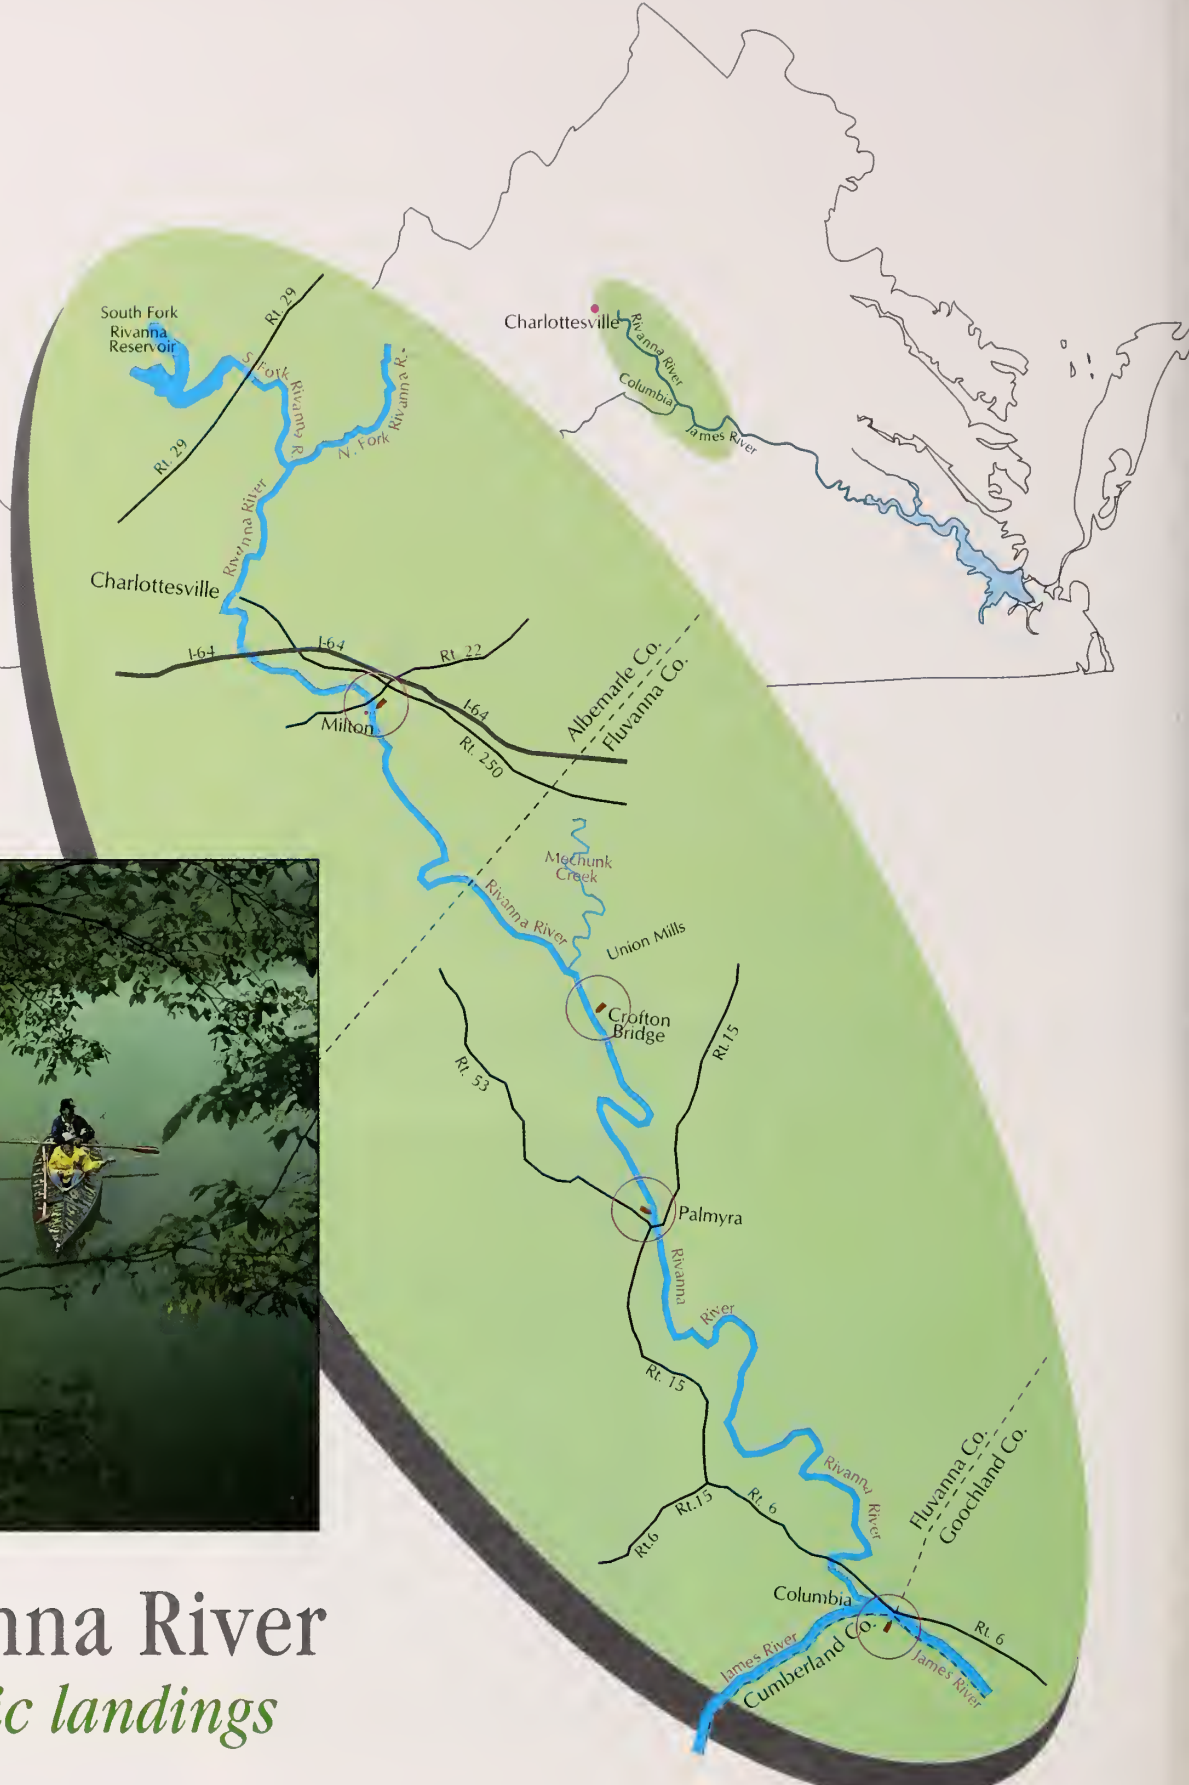 South Fork
Rivanna
Reservoir
Rt. 29
S. Fork Rivanna R.
N. Fork Rivanna R.
Rt. 29
Rivanna River
Charlottesville
I-64
I-64
Rt. 22
Milton
I-64
Rt. 250
Albemarle Co.
Fluvanna Co.
Charlottesville
Rivanna River
Columbia
James River
Mechunk
Creek
Rivanna River
Union Mills
Crofton
Bridge
Rt. 53
Rt. 15
Palmyra
Rivanna River
Rt. 15
Rivanna River
Fluvanna Co.
Goochland Co.
Rt. 15
Rt. 6
Rt. 6
Columbia
James River
Cumberland Co.
James River
Rt. 6
nna River
ic landings